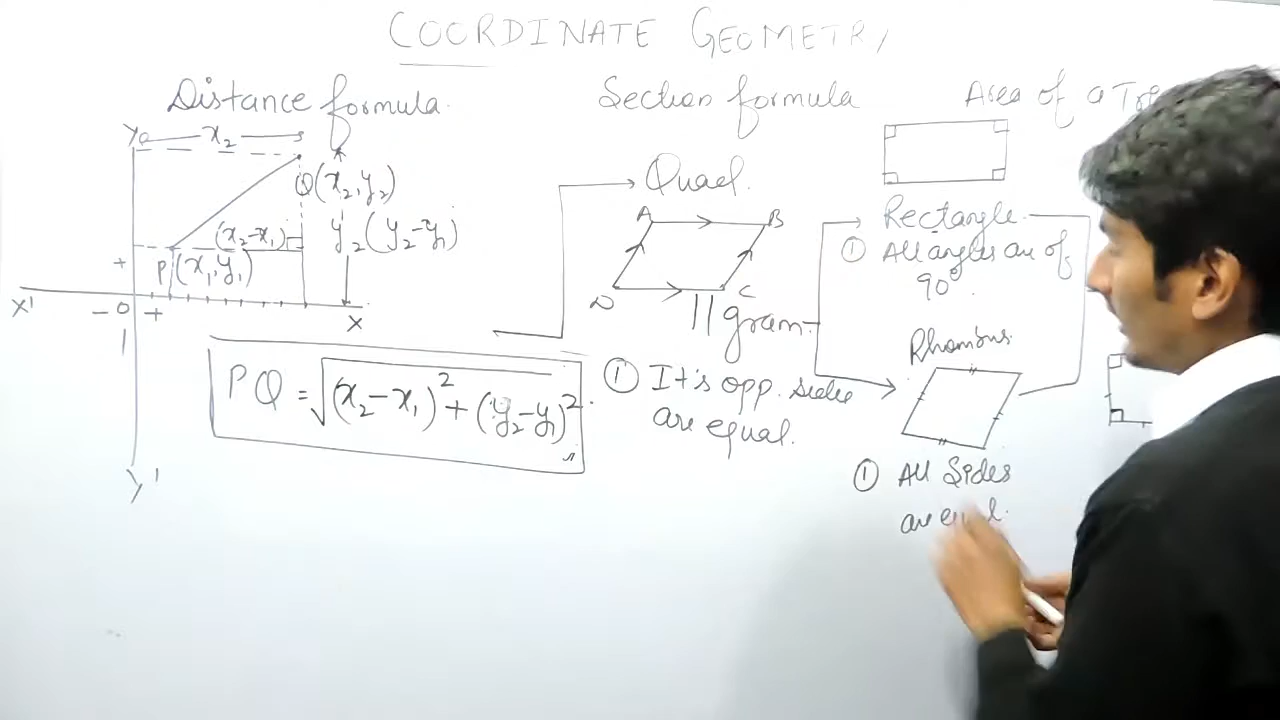 COORDINATE GEOMETRY
Distance formula.
Section formula
Area of a
Y
x₂
Q(x₂,y₂)
(x₂-x₁)
y₂(y₂-y₁)
P(x₁,y₁)
+
X'
- O +
X
Y'
PQ = √(x₂-x₁)²+(y₂-y₁)².
Quad.
A B
D C
||gram.
① It's opp. sides
are equal.
Rectangle
① All angles are of
90°.
Rhombus.
① All Sides
are equal.